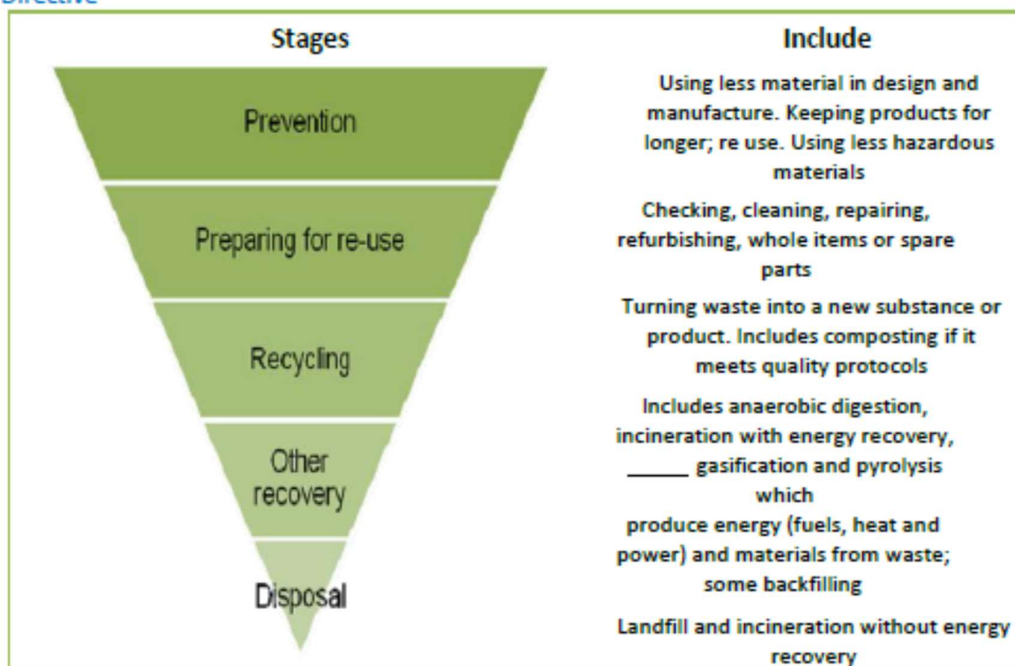 Directive
Stages
Include
Prevention
Using less material in design and
manufacture. Keeping products for
longer; re use. Using less hazardous
materials
Preparing for re-use
Checking, cleaning, repairing,
refurbishing, whole items or spare
parts
Recycling
Turning waste into a new substance or
product. Includes composting if it
meets quality protocols
Other
recovery
Includes anaerobic digestion,
incineration with energy recovery,
______ gasification and pyrolysis
which
produce energy (fuels, heat and
power) and materials from waste;
some backfilling
Disposal
Landfill and incineration without energy
recovery